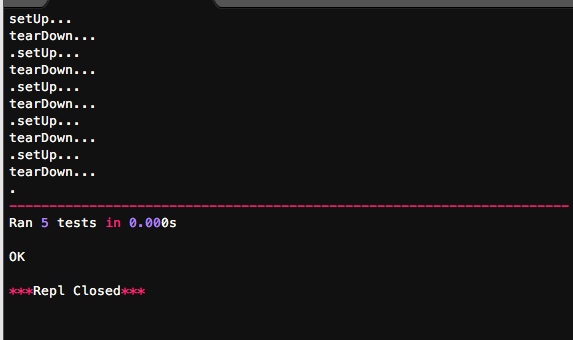 setUp...
tearDown...
.setUp...
tearDown...
.setUp...
tearDown...
.setUp...
tearDown...
.setUp...
tearDown...
.
----------------------------------------------------------------------
Ran 5 tests in 0.000s
OK
***Repl Closed***